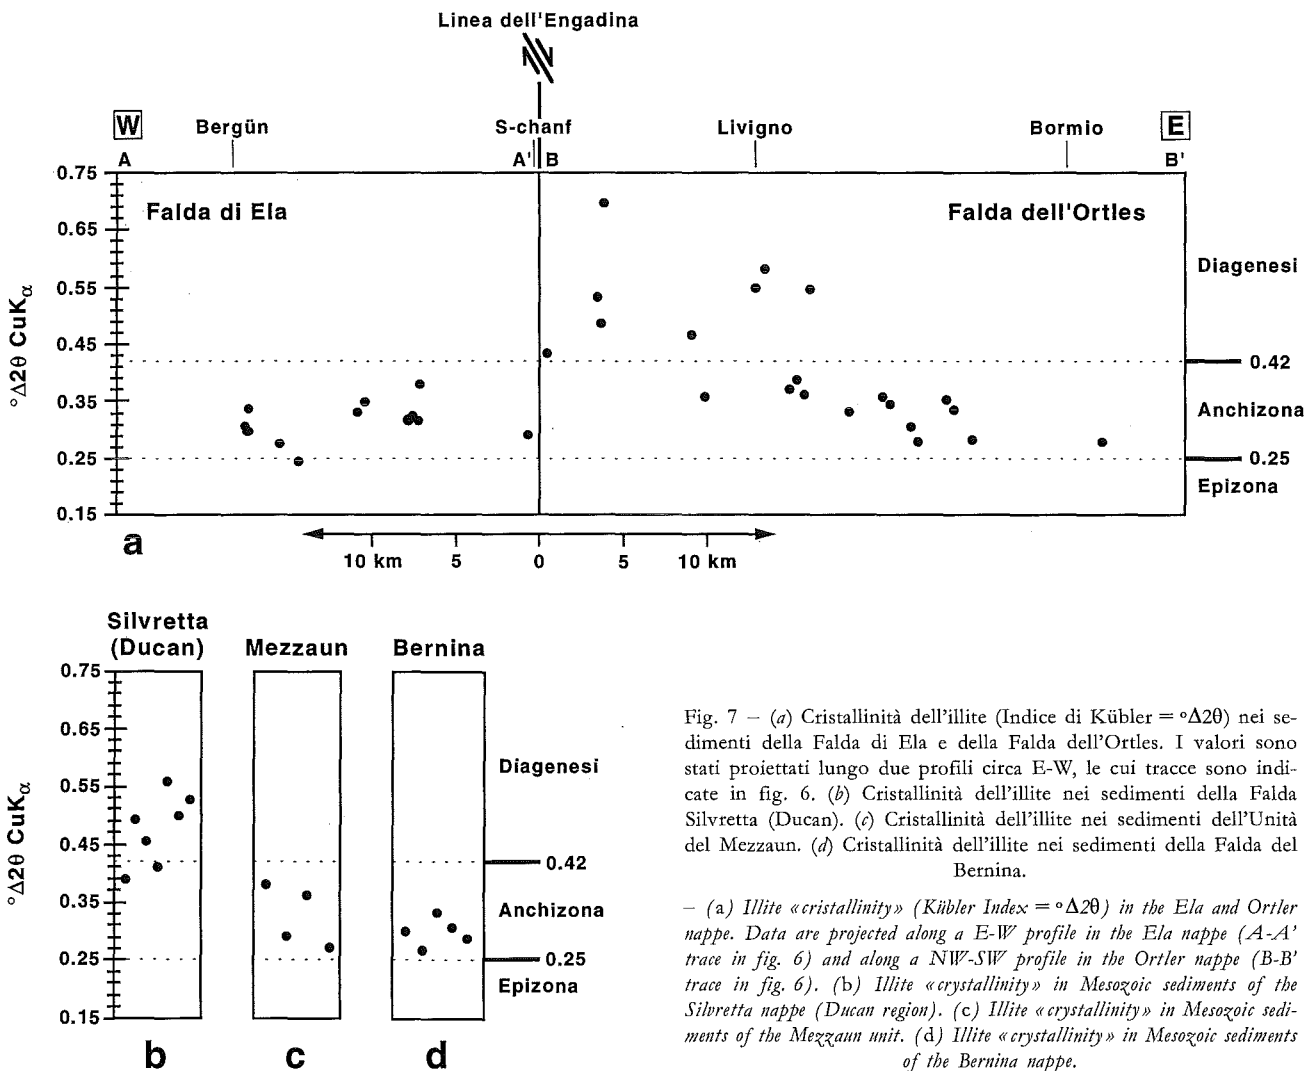 Linea dell'Engadina
W Bergün S-chanf Livigno Bormio E
A A' B B'
0.75
Falda di Ela Falda dell'Ortles
0.65
Diagenesi
0.55
0.45
0.42
0.35
Anchizona
0.25 0.25
Epizona
0.15
°Δ2θ CuKα
a
10 km 5 0 5 10 km
Silvretta
(Ducan) Mezzaun Bernina
0.75
0.65
Diagenesi
0.55
0.45
0.42
0.35
Anchizona
0.25 0.25
Epizona
0.15
°Δ2θ CuKα
b c d
Fig. 7 – (a) Cristallinità dell'illite (Indice di Kübler = °Δ2θ) nei se-
dimenti della Falda di Ela e della Falda dell'Ortles. I valori sono
stati proiettati lungo due profili circa E-W, le cui tracce sono indi-
cate in fig. 6. (b) Cristallinità dell'illite nei sedimenti della Falda
Silvretta (Ducan). (c) Cristallinità dell'illite nei sedimenti dell'Unità
del Mezzaun. (d) Cristallinità dell'illite nei sedimenti della Falda del
Bernina.
– (a) Illite «cristallinity» (Kübler Index = °Δ2θ) in the Ela and Ortler
nappe. Data are projected along a E-W profile in the Ela nappe (A-A'
trace in fig. 6) and along a NW-SW profile in the Ortler nappe (B-B'
trace in fig. 6). (b) Illite «crystallinity» in Mesozoic sediments of the
Silvretta nappe (Ducan region). (c) Illite «crystallinity» in Mesozoic sedi-
ments of the Mezzaun unit. (d) Illite «crystallinity» in Mesozoic sediments
of the Bernina nappe.